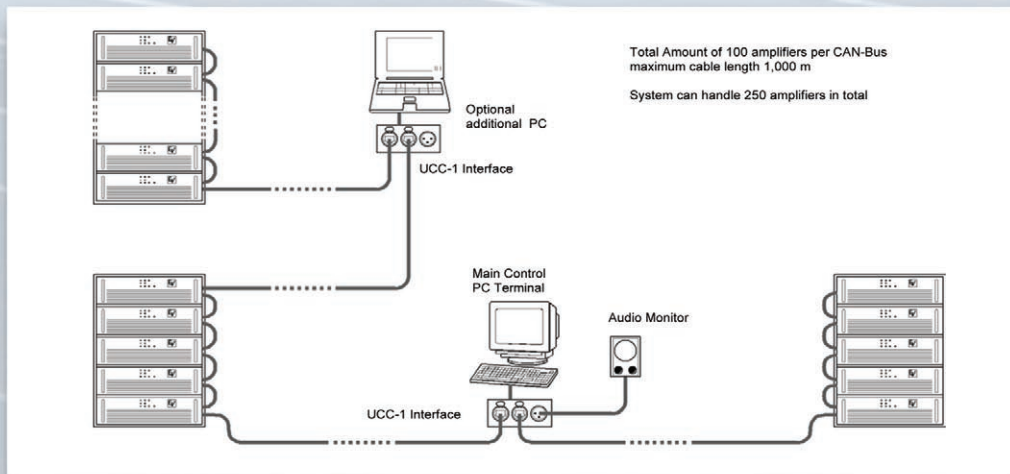 Total Amount of 100 amplifiers per CAN-Bus
maximum cable length 1,000 m
System can handle 250 amplifiers in total
Optional
additional PC
UCC-1 Interface
Main Control
PC Terminal
Audio Monitor
UCC-1 Interface